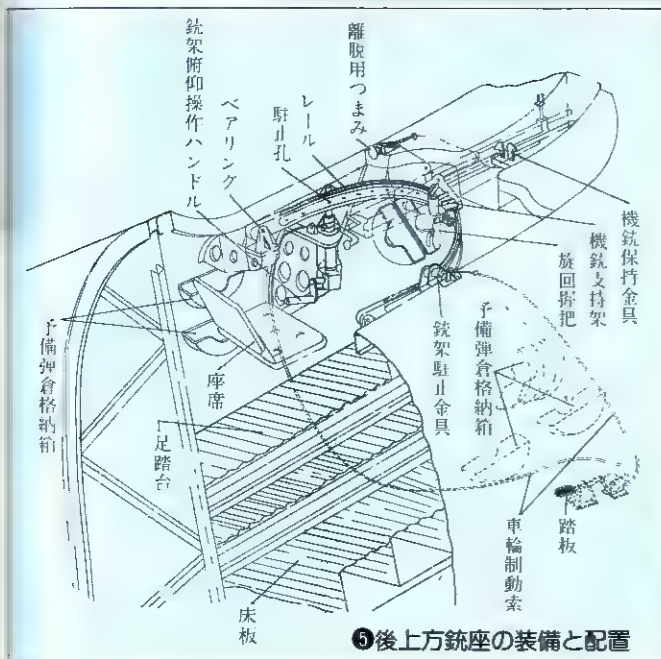 機銃保持金具
機銃支持架
旋回揩把
離脱用つまみ
レール
駐止孔
ベアリング
銃架俯仰操作ハンドル
予備弾倉格納箱
座席
足踏台
床板
銃架駐止金具
予備弾倉格納箱
車輪制動索
踏板
❺後上方銃座の装備と配置